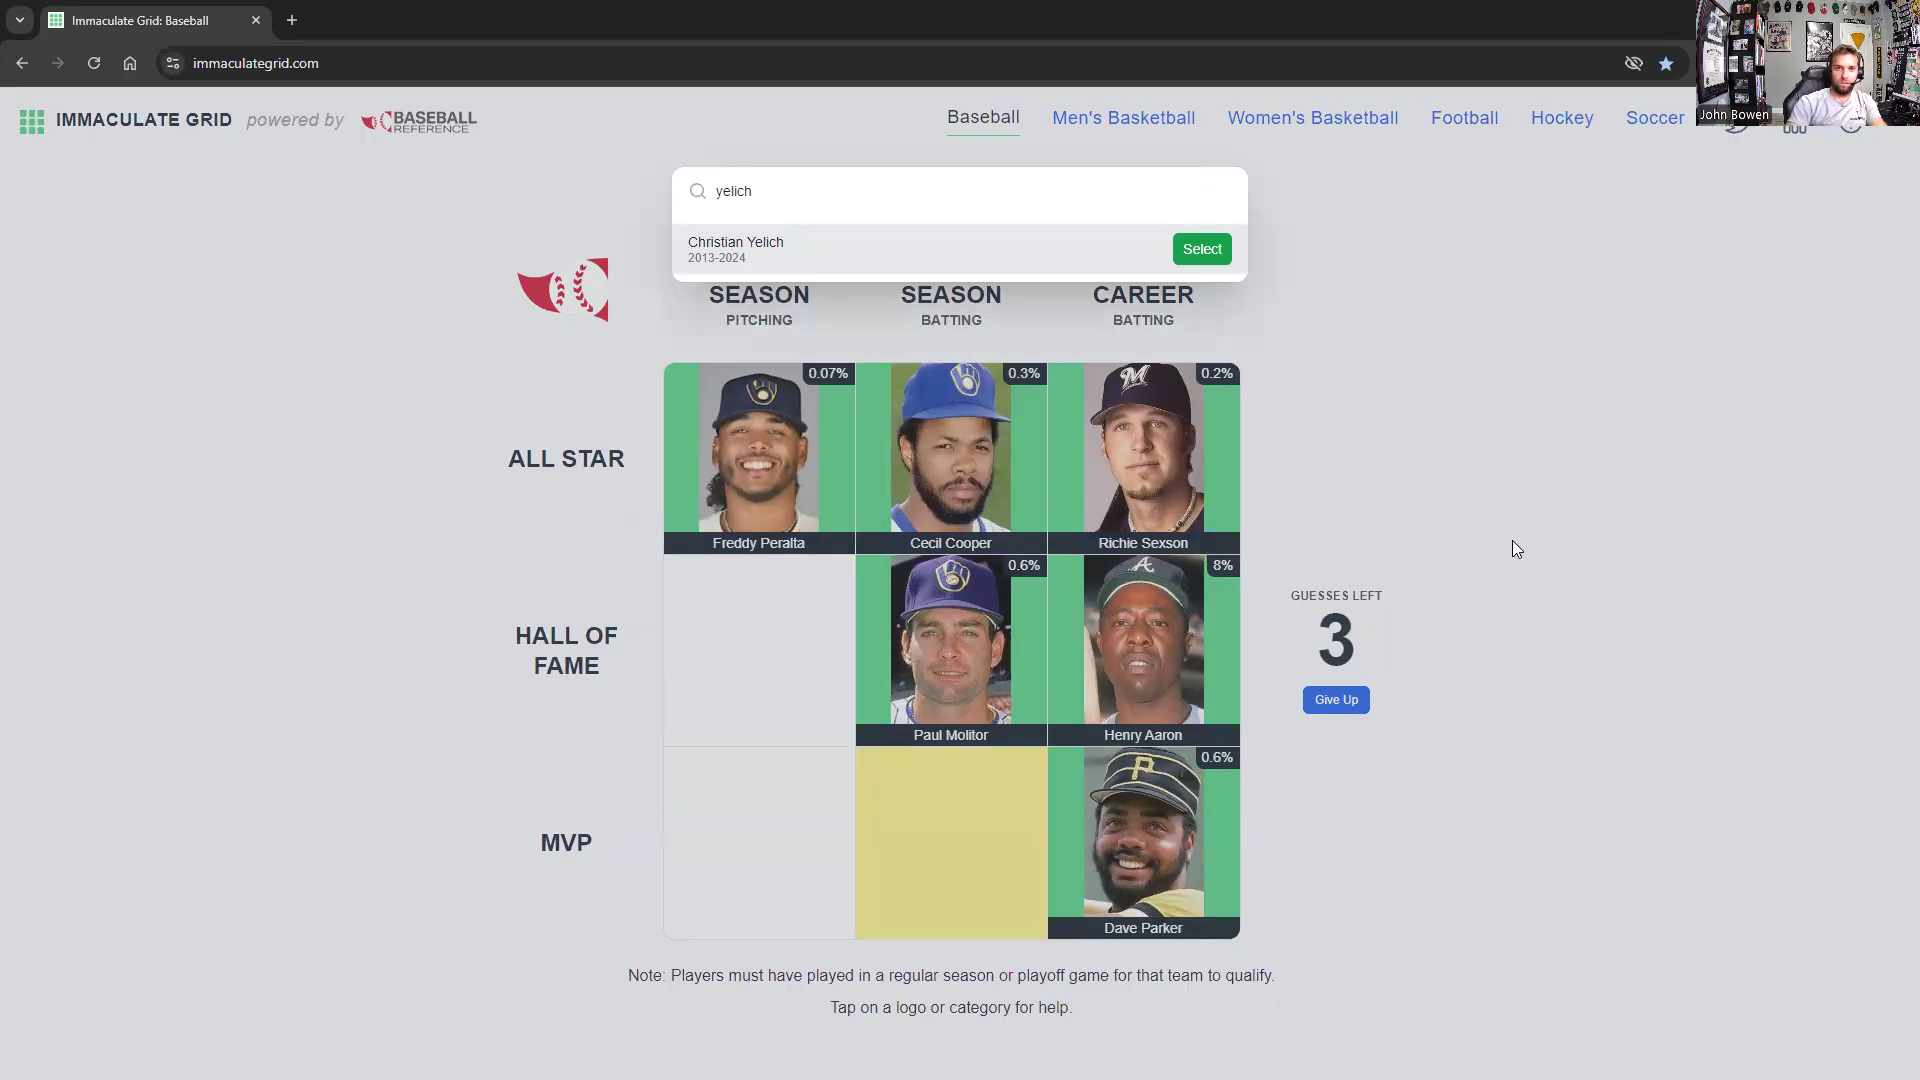 Immaculate Grid: Baseball
immaculategrid.com
John Bowen
IMMACULATE GRID powered by BASEBALL REFERENCE
Baseball Men's Basketball Women's Basketball Football Hockey Soccer
yelich
Christian Yelich
2013-2024
Select
SEASON SEASON CAREER
PITCHING BATTING BATTING
ALL STAR
0.07% 0.3% 0.2%
Freddy Peralta Cecil Cooper Richie Sexson
HALL OF
FAME
0.6% 8%
Paul Molitor Henry Aaron
GUESSES LEFT
3
Give Up
MVP
0.6%
Dave Parker
Note: Players must have played in a regular season or playoff game for that team to qualify.
Tap on a logo or category for help.